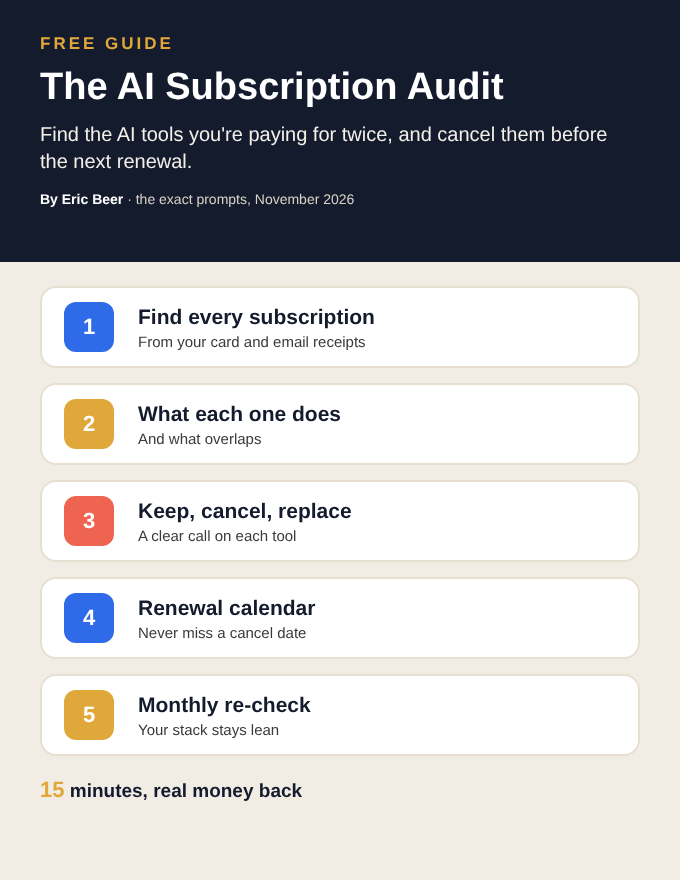 FREE GUIDE
The AI Subscription Audit
Find the AI tools you're paying for twice, and cancel them before
the next renewal.
By Eric Beer · the exact prompts, November 2026
1
Find every subscription
From your card and email receipts
2
What each one does
And what overlaps
3
Keep, cancel, replace
A clear call on each tool
4
Renewal calendar
Never miss a cancel date
5
Monthly re-check
Your stack stays lean
15 minutes, real money back